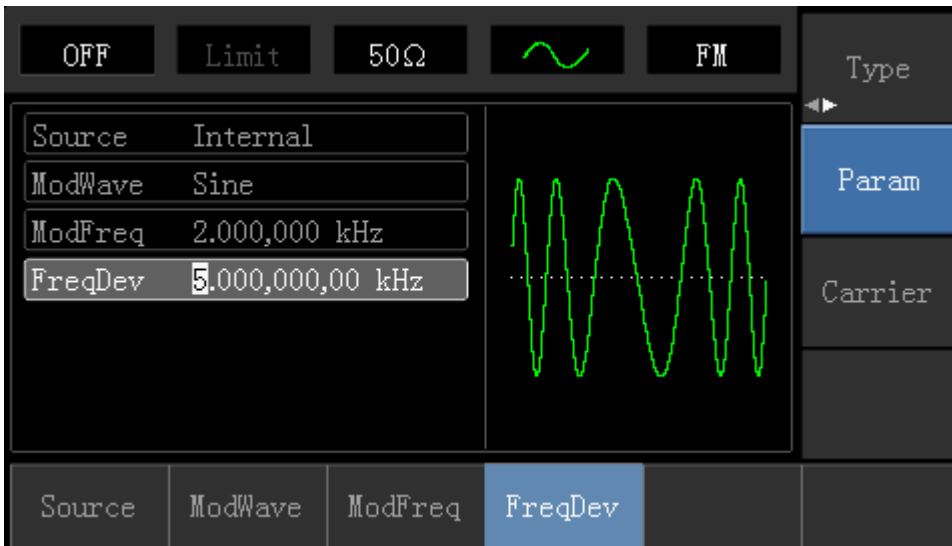 OFF Limit 50Ω FM
Type
Source Internal
ModWave Sine
Param
ModFreq 2.000,000 kHz
FreqDev 5.000,000,00 kHz
Carrier
Source ModWave ModFreq FreqDev